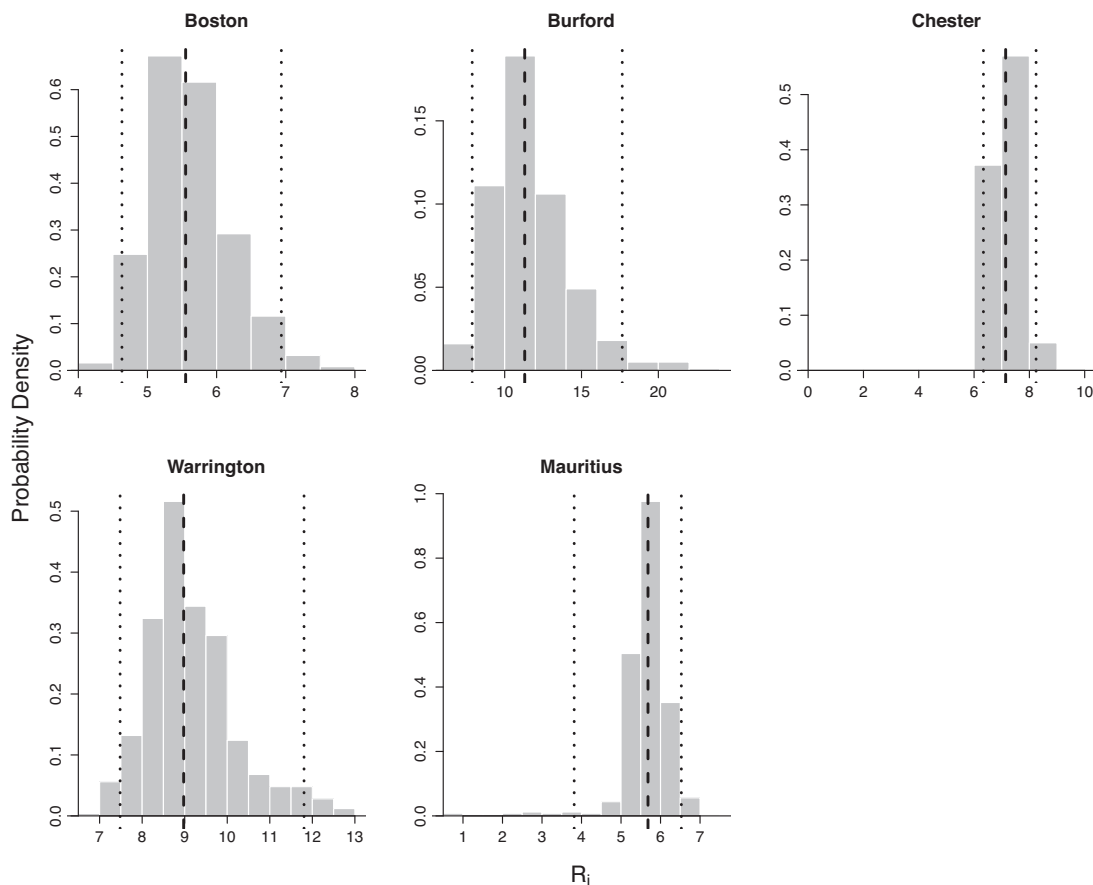 Boston
Burford
Chester
0.0 0.1 0.2 0.3 0.4 0.5 0.6
4 5 6 7 8
0.00 0.05 0.10 0.15
10 15 20
0.0 0.1 0.2 0.3 0.4 0.5
0 2 4 6 8 10
Probability Density
Warrington
Mauritius
0.0 0.1 0.2 0.3 0.4 0.5
7 8 9 10 11 12 13
0.0 0.2 0.4 0.6 0.8 1.0
1 2 3 4 5 6 7
Ri